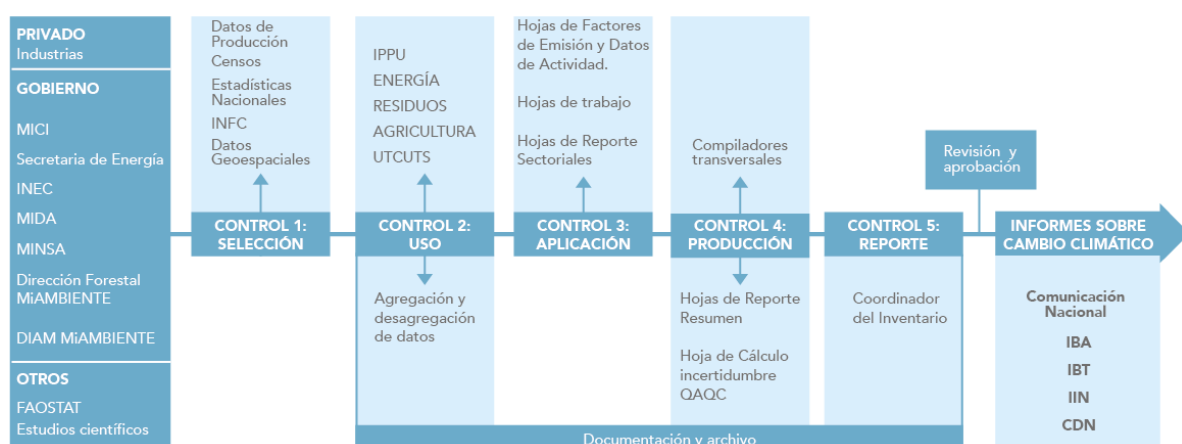 PRIVADO
Industrias
GOBIERNO
MICI
Secretaria de Energía
INEC
MIDA
MINSA
Dirección Forestal
MiAMBIENTE
DIAM MiAMBIENTE
OTROS
FAOSTAT
Estudios científicos
Datos de
Producción
Censos
Estadísticas
Nacionales
INFC
Datos
Geoespaciales
CONTROL 1:
SELECCIÓN
IPPU
ENERGÍA
RESIDUOS
AGRICULTURA
UTCUTS
CONTROL 2:
USO
Agregación y
desagregación
de datos
Hojas de Factores
de Emisión y Datos
de Actividad.
Hojas de trabajo
Hojas de Reporte
Sectoriales
CONTROL 3:
APLICACIÓN
Compiladores
transversales
CONTROL 4:
PRODUCCIÓN
Hojas de Reporte
Resumen
Hoja de Cálculo
incertidumbre
QAQC
CONTROL 5:
REPORTE
Coordinador
del Inventario
Revisión y
aprobación
INFORMES SOBRE
CAMBIO CLIMÁTICO
Comunicación
Nacional
IBA
IBT
IIN
CDN
Documentación y archivo